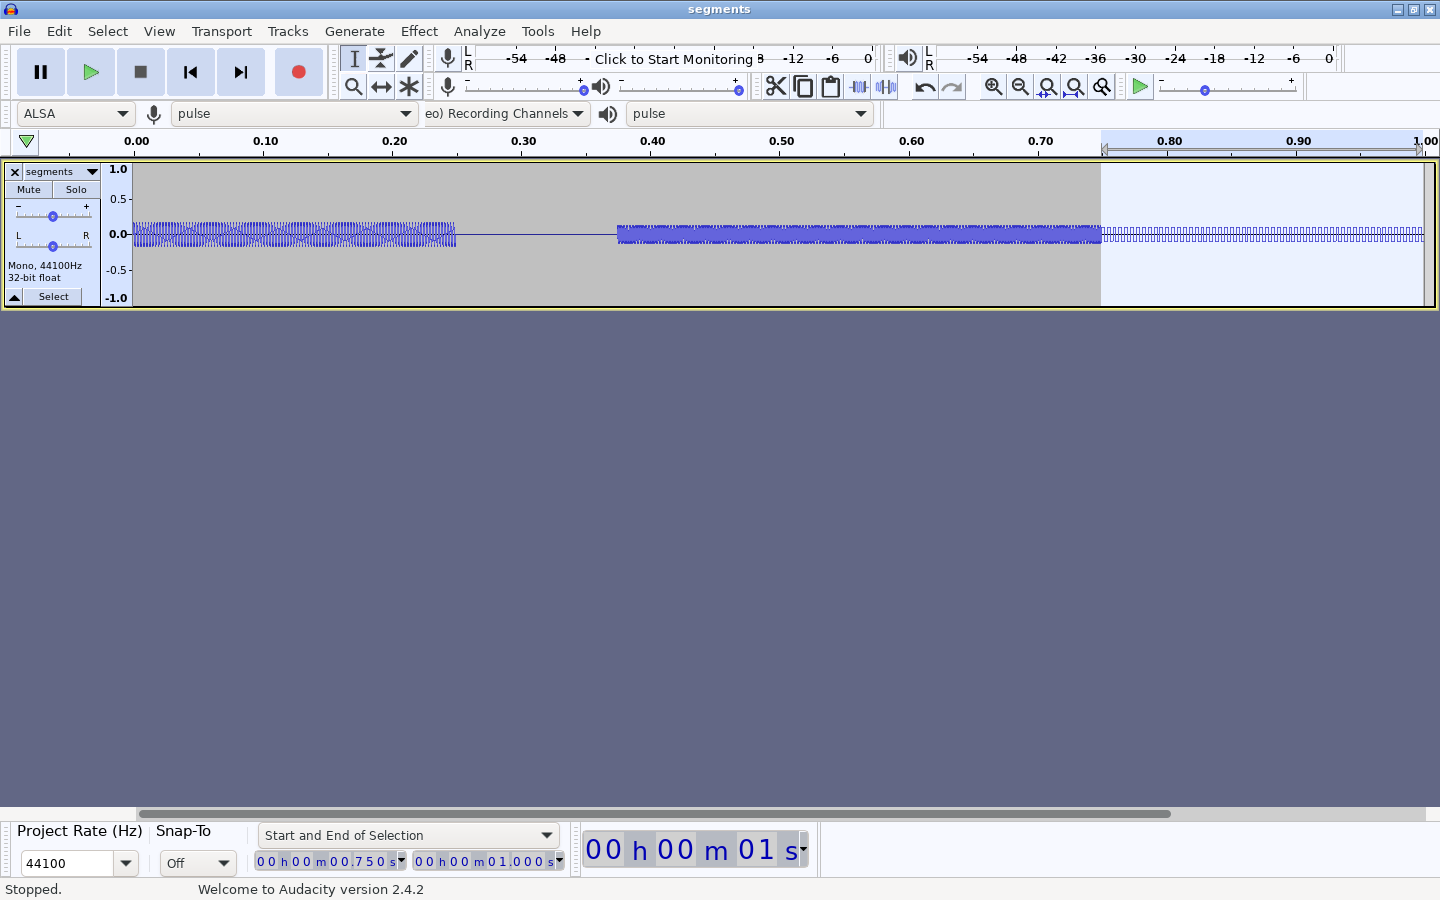 segments
File Edit Select View Transport Tracks Generate Effect Analyze Tools Help
L R -54 -48 - Click to Start Monitoring -12 -6 0
L R -54 -48 -42 -36 -30 -24 -18 -12 -6 0
- + - + - +
ALSA pulse eo) Recording Channels pulse
0.00 0.10 0.20 0.30 0.40 0.50 0.60 0.70 0.80 0.90 1.00
segments
Mute Solo
- +
L R
Mono, 44100Hz
32-bit float
Select
1.0
0.5
0.0
-0.5
-1.0
Project Rate (Hz) Snap-To Start and End of Selection
44100 Off 00 h 00 m 00.750 s 00 h 00 m 01.000 s
00 h 00 m 01 s
Stopped. Welcome to Audacity version 2.4.2